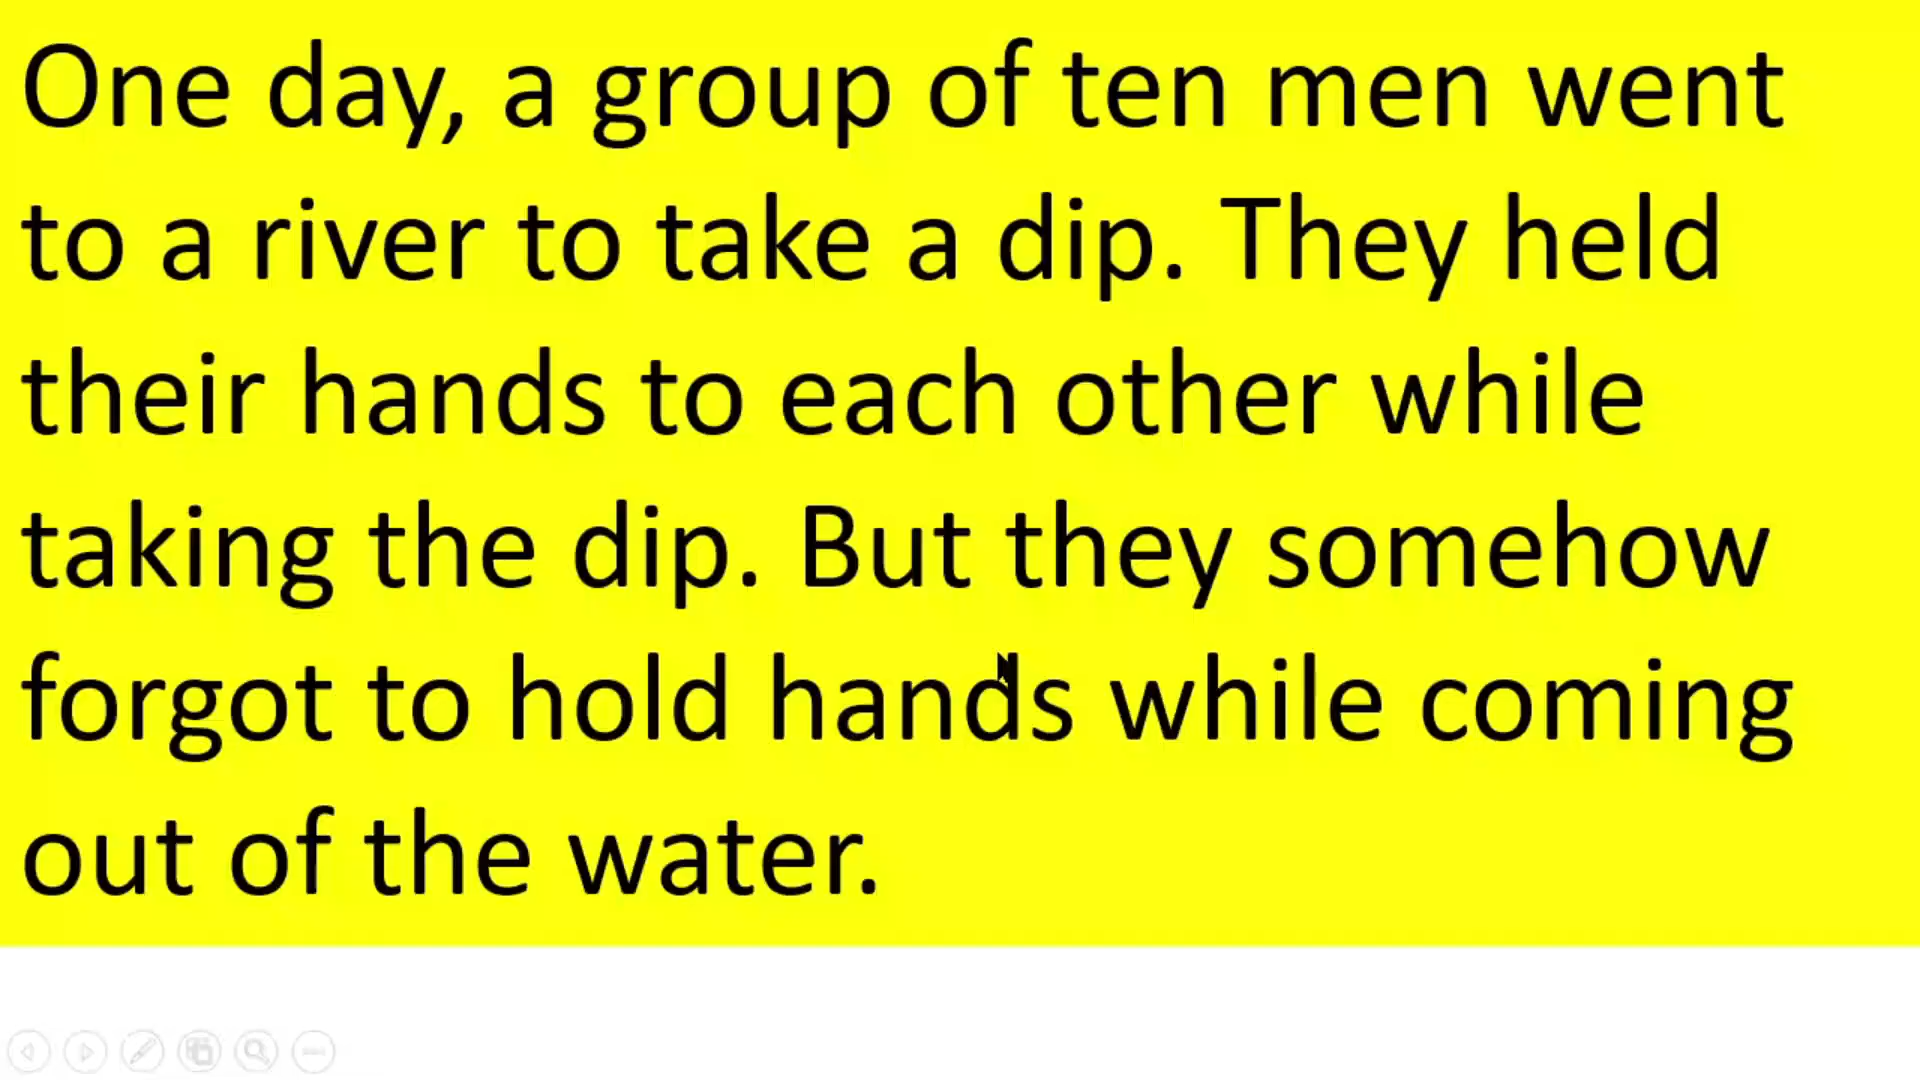 One day, a group of ten men went
to a river to take a dip. They held
their hands to each other while
taking the dip. But they somehow
forgot to hold hands while coming
out of the water.